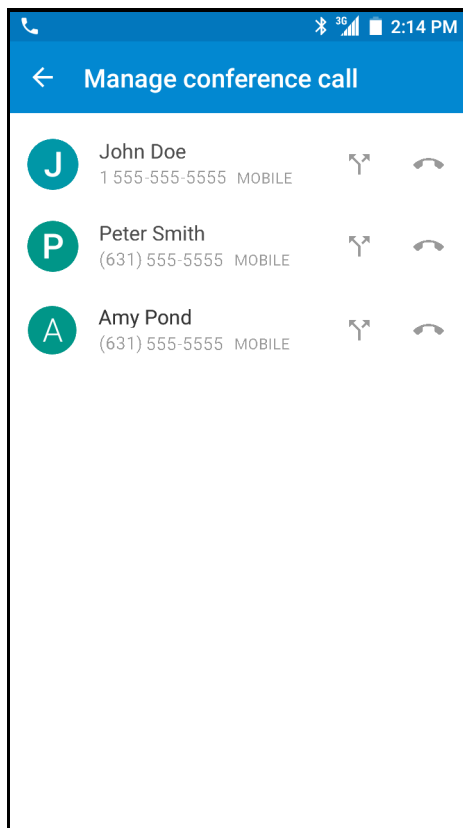 3G 2:14 PM
Manage conference call
J John Doe
1 555-555-5555 MOBILE
P Peter Smith
(631) 555-5555 MOBILE
A Amy Pond
(631) 555-5555 MOBILE